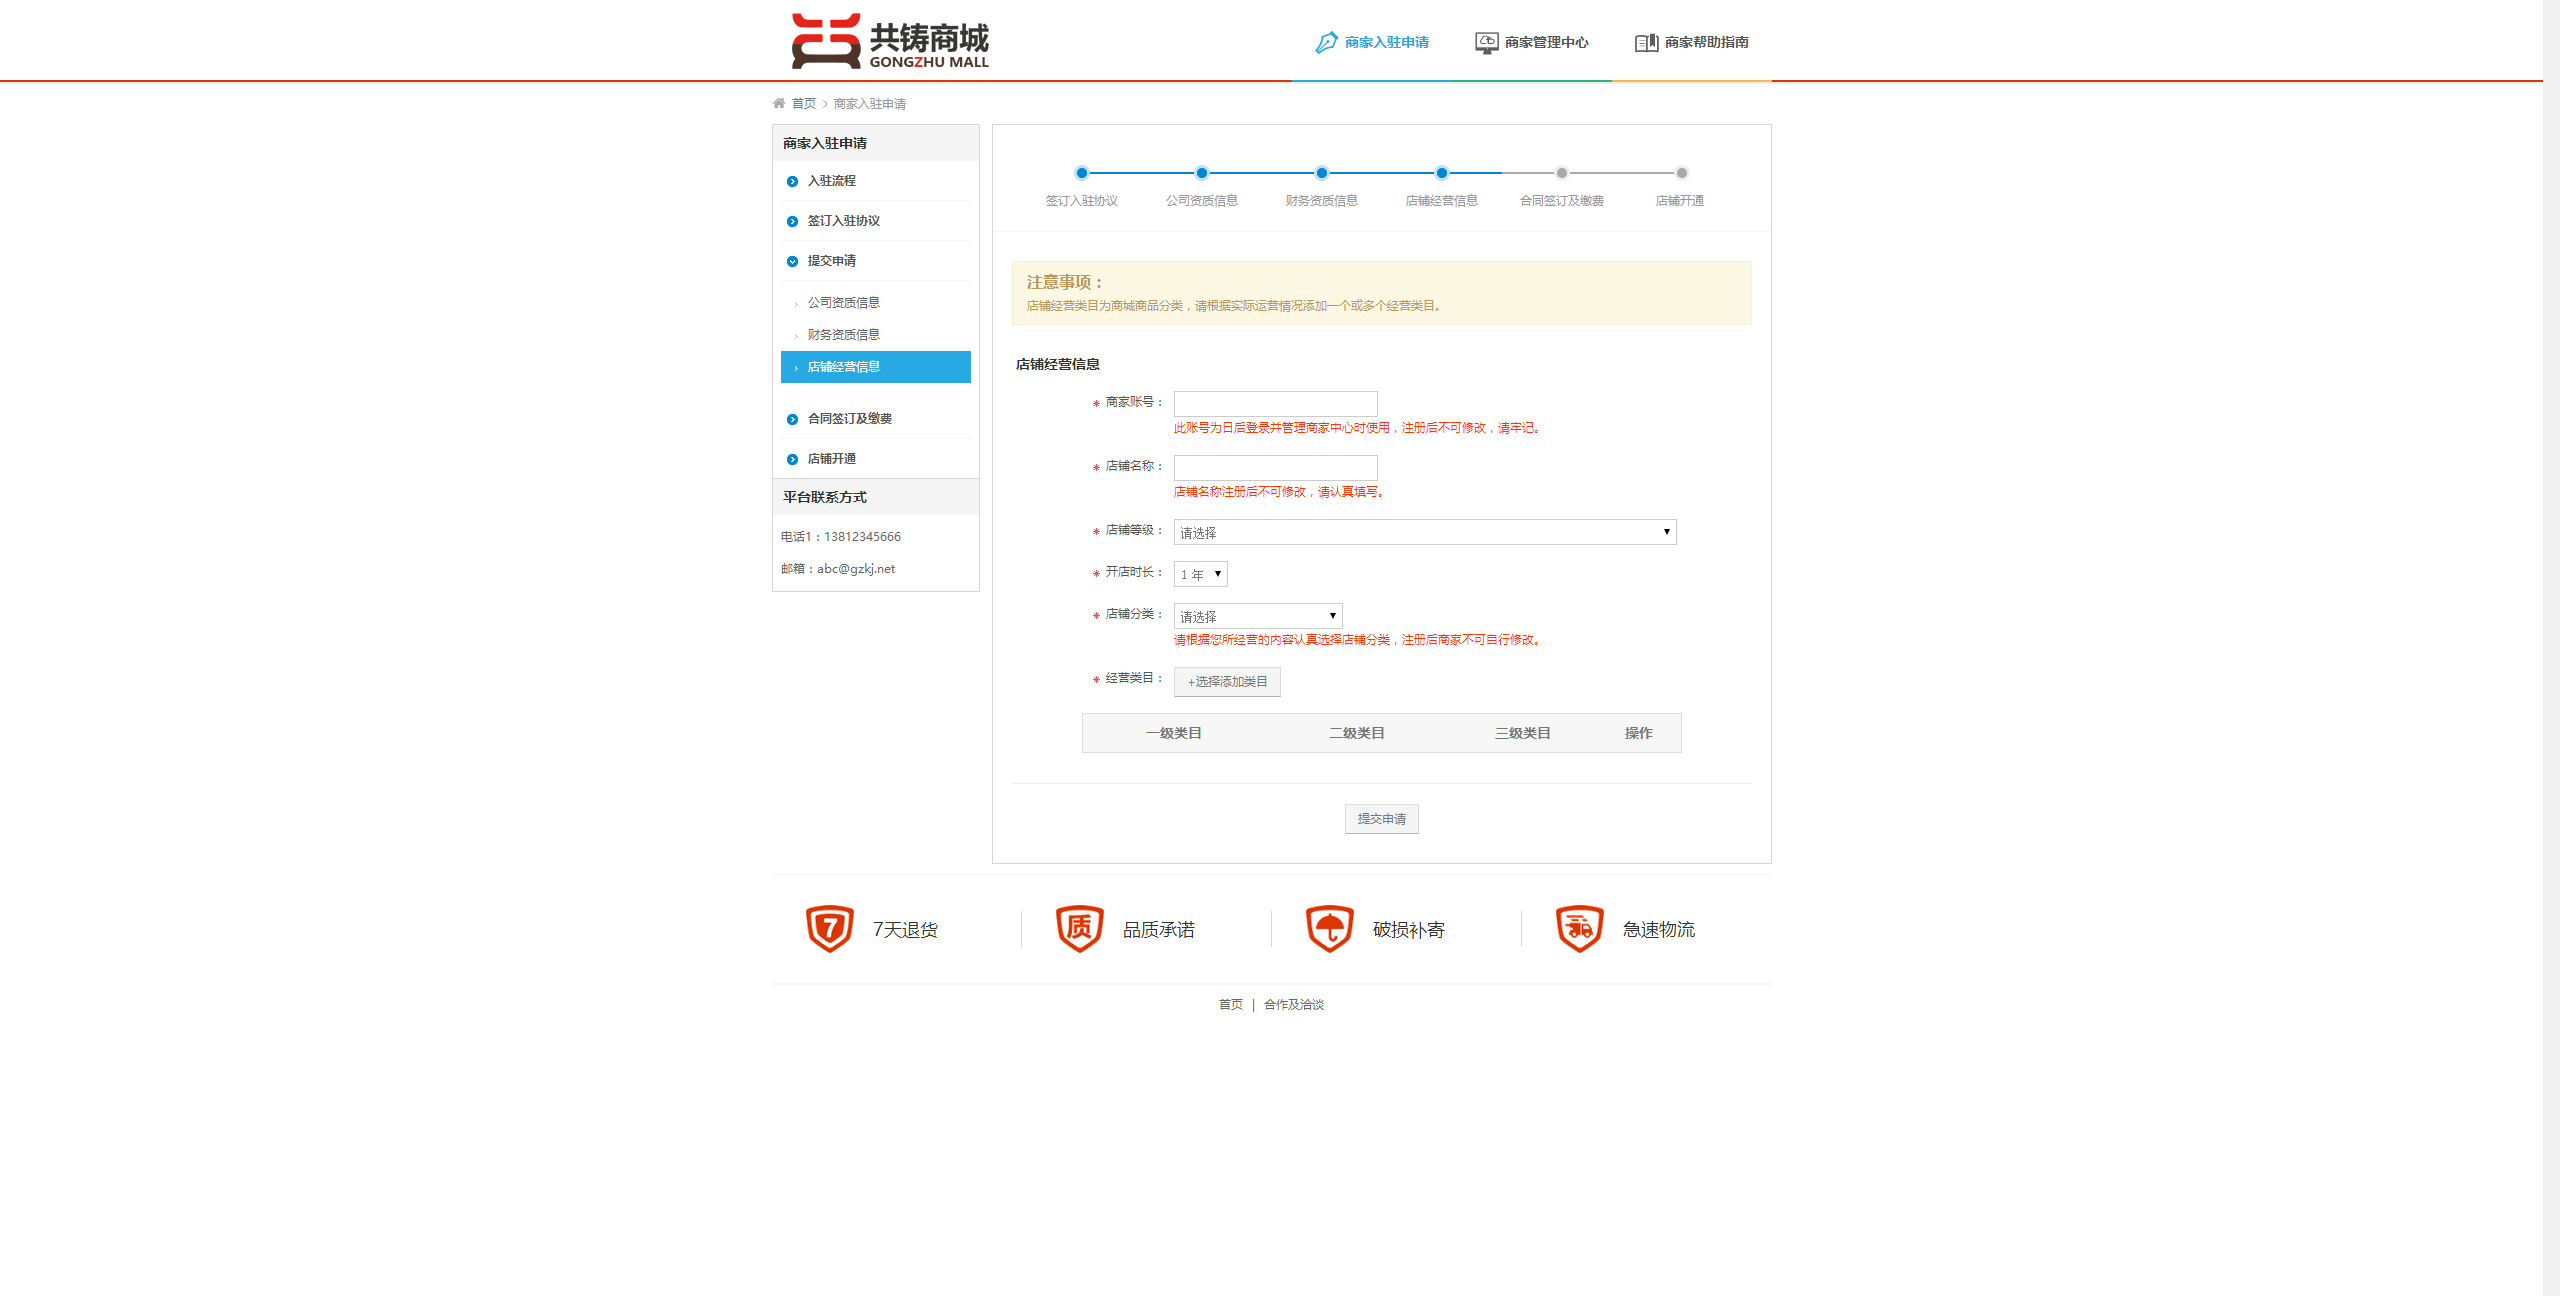 共铸商城
GONGZHU MALL
商家入驻申请
商家管理中心
商家帮助指南
首页 > 商家入驻申请
商家入驻申请
入驻流程
签订入驻协议
提交申请
公司资质信息
财务资质信息
店铺经营信息
合同签订及缴费
店铺开通
平台联系方式
电话1：13812345666
邮箱：abc@gzkj.net
签订入驻协议
公司资质信息
财务资质信息
店铺经营信息
合同签订及缴费
店铺开通
注意事项：
店铺经营类目为商城商品分类，请根据实际运营情况添加一个或多个经营类目。
店铺经营信息
* 商家账号：
此账号为日后登录并管理商家中心时使用，注册后不可修改，请牢记。
* 店铺名称：
店铺名称注册后不可修改，请认真填写。
* 店铺等级： 请选择
* 开店时长： 1 年
* 店铺分类： 请选择
请根据您所经营的内容认真选择店铺分类，注册后商家不可自行修改。
* 经营类目： +选择添加类目
一级类目 二级类目 三级类目 操作
提交申请
7 7天退货
质 品质承诺
破损补寄
急速物流
首页 | 合作及洽谈